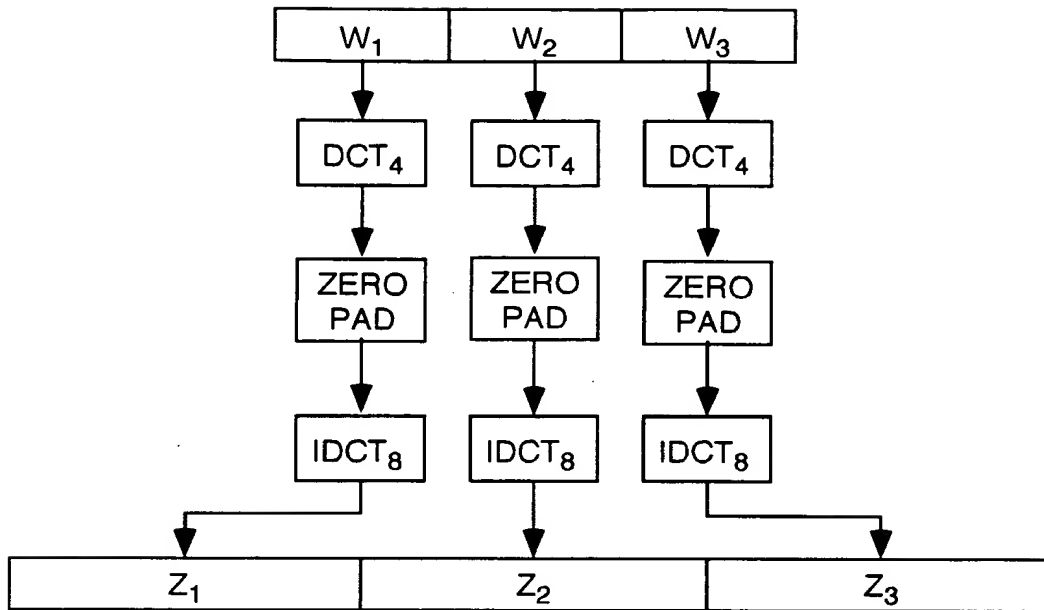 W₁ W₂ W₃
DCT₄ DCT₄ DCT₄
ZERO PAD ZERO PAD ZERO PAD
IDCT₈ IDCT₈ IDCT₈
Z₁ Z₂ Z₃